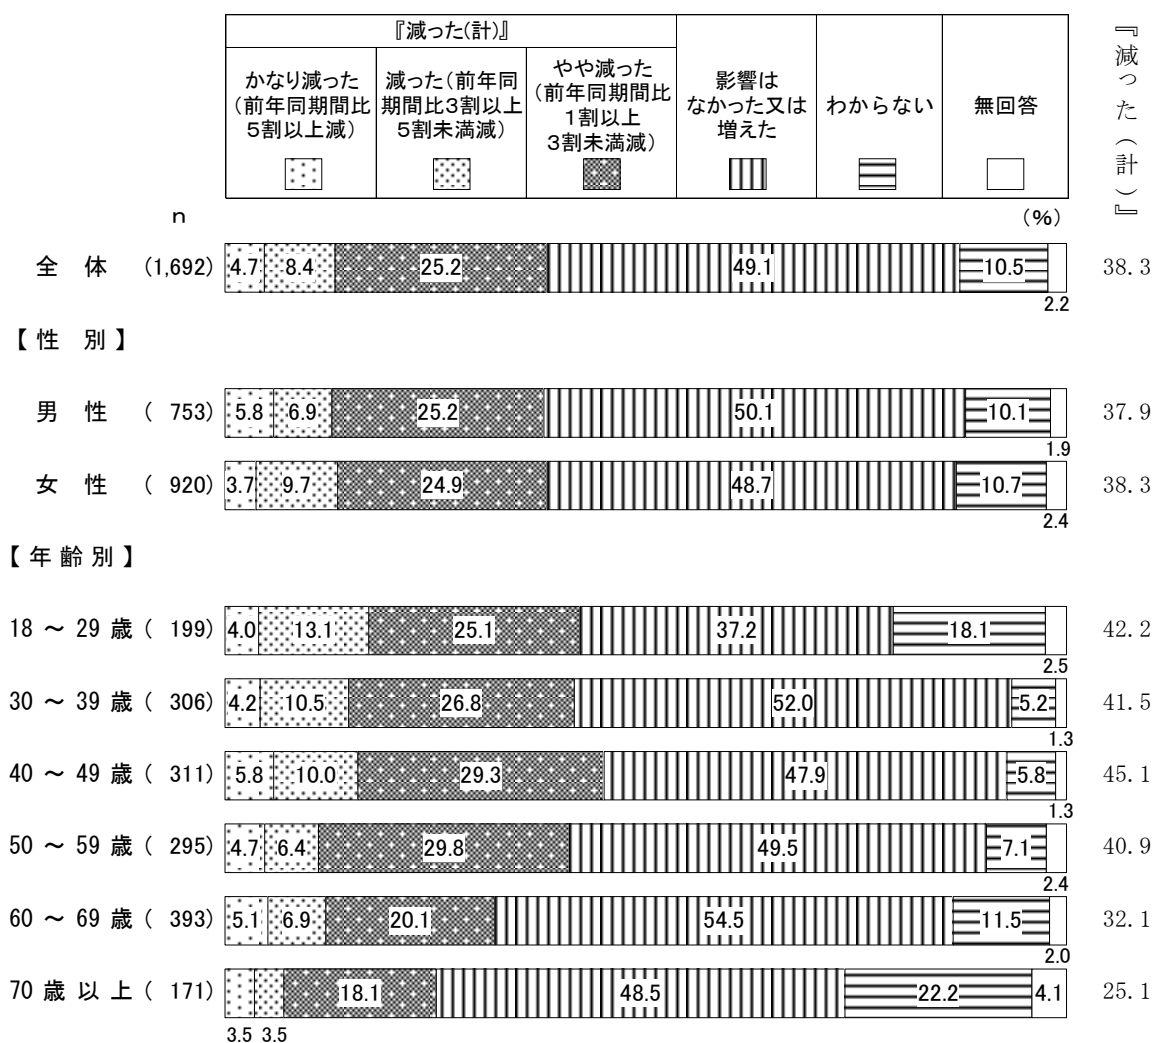 『減った(計)』
かなり減った
(前年同期間比
5割以上減)
減った(前年同
期間比3割以上
5割未満減)
やや減った
(前年同期間比
1割以上
3割未満減)
影響は
なかった又は
増えた
わからない
無回答
『減った(計)』
n
(%)
全 体 (1,692) 4.7 8.4 25.2 49.1 10.5 38.3
2.2
【 性 別 】
男 性 ( 753) 5.8 6.9 25.2 50.1 10.1 37.9
1.9
女 性 ( 920) 3.7 9.7 24.9 48.7 10.7 38.3
2.4
【 年 齢 別 】
18 ～ 29 歳 ( 199) 4.0 13.1 25.1 37.2 18.1 42.2
2.5
30 ～ 39 歳 ( 306) 4.2 10.5 26.8 52.0 5.2 41.5
1.3
40 ～ 49 歳 ( 311) 5.8 10.0 29.3 47.9 5.8 45.1
1.3
50 ～ 59 歳 ( 295) 4.7 6.4 29.8 49.5 7.1 40.9
2.4
60 ～ 69 歳 ( 393) 5.1 6.9 20.1 54.5 11.5 32.1
2.0
70 歳 以 上 ( 171) 18.1 48.5 22.2 4.1 25.1
3.5 3.5